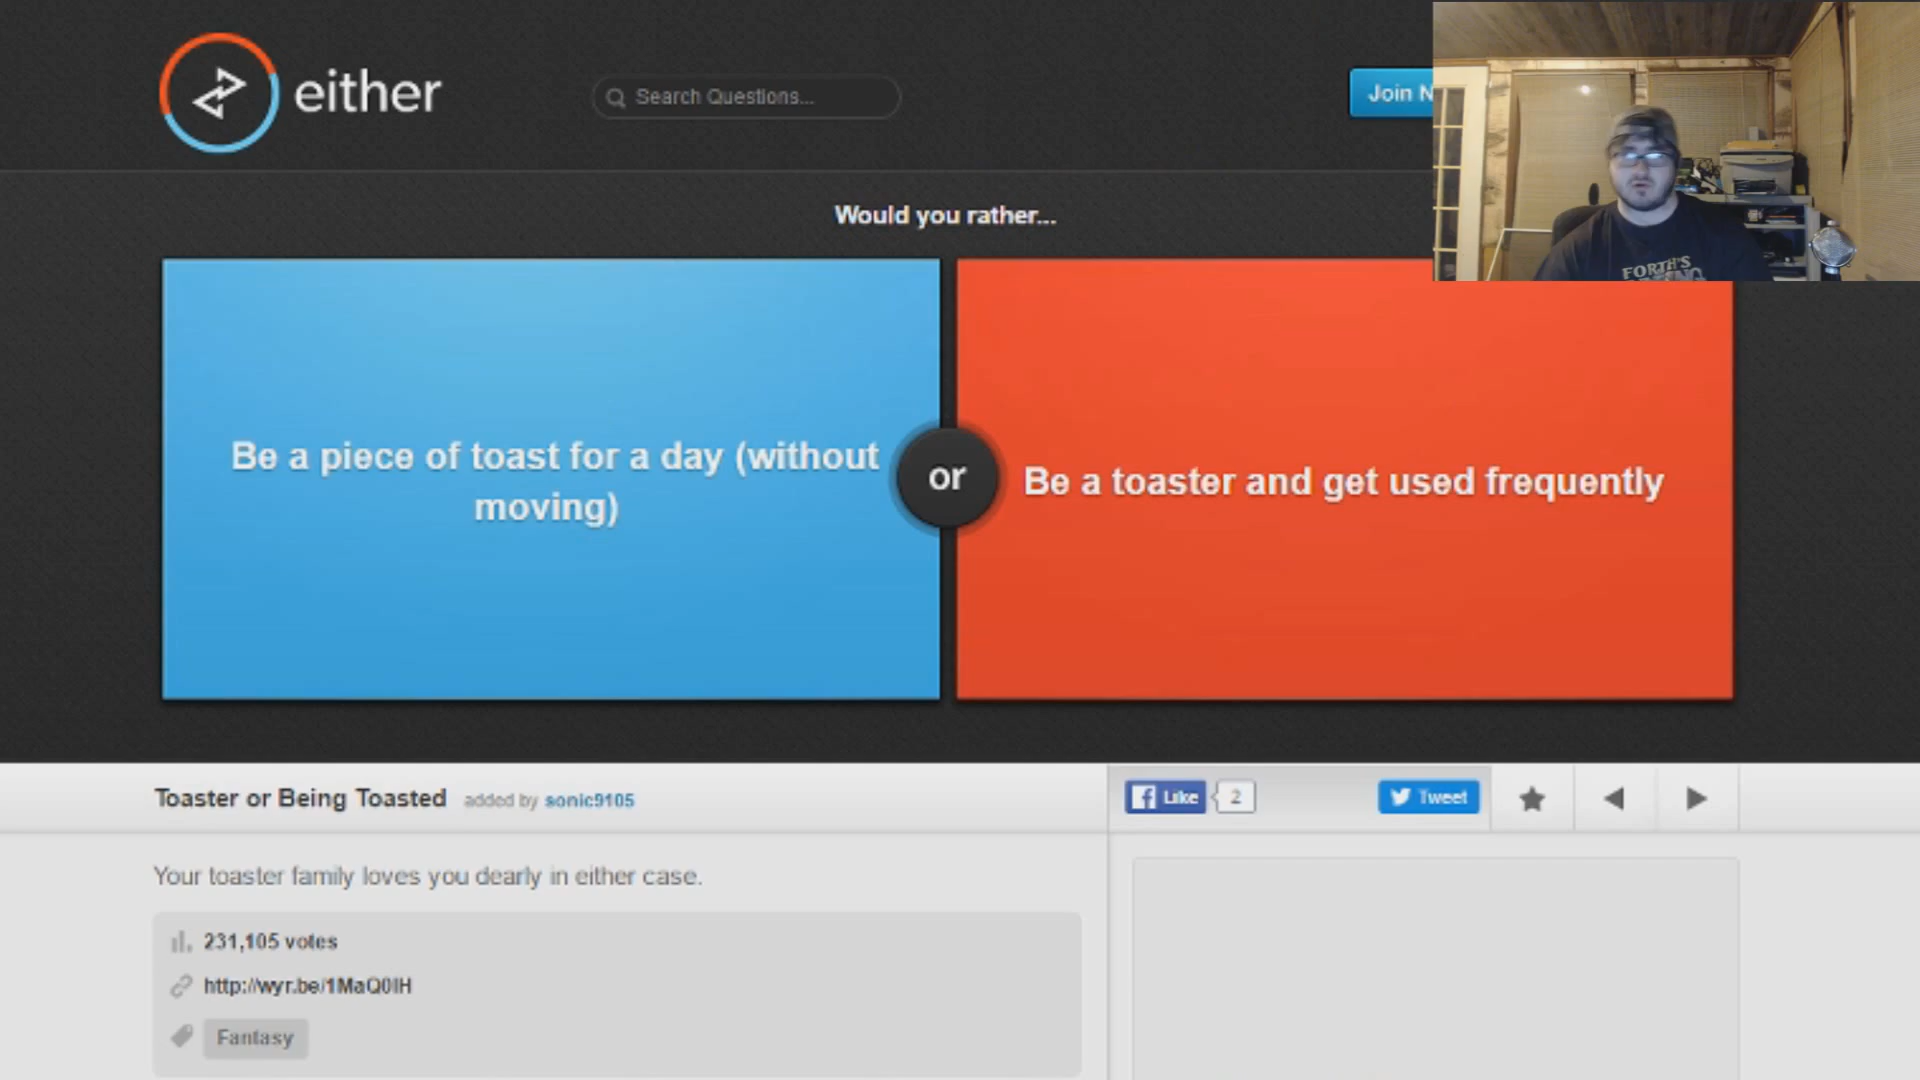 either
Search Questions...
Join N
Would you rather...
Be a piece of toast for a day (without
moving)
or
Be a toaster and get used frequently
FORTH'S
Toaster or Being Toasted added by sonic9105
Like 2
Tweet
Your toaster family loves you dearly in either case.
231,105 votes
http://wyr.be/1MaQ0IH
Fantasy